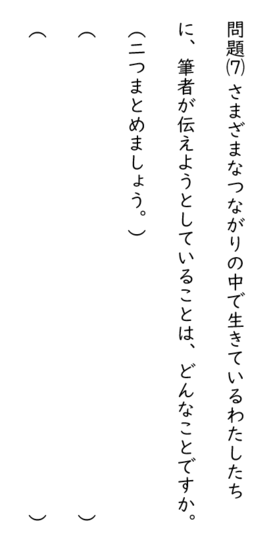 問題⑺ さまざまなつながりの中で生きているわたしたち
に、筆者が伝えようとしていることは、どんなことですか。
（二つまとめましょう。）
（　　　　　　　　　　　　　　　　　　　　　　）
（　　　　　　　　　　　　　　　　　　　　　　）